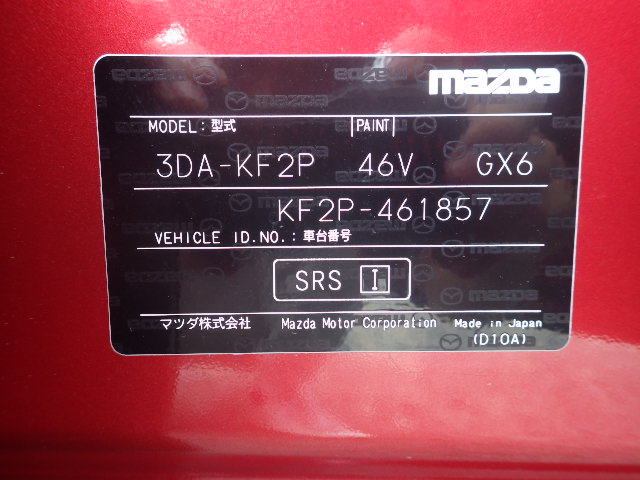 mazda
MODEL：型式 PAINT
3DA-KF2P 46V GX6
KF2P-461857
VEHICLE ID.NO.：車台番号
SRS I
マツダ株式会社 Mazda Motor Corporation Made in Japan
(D10A)